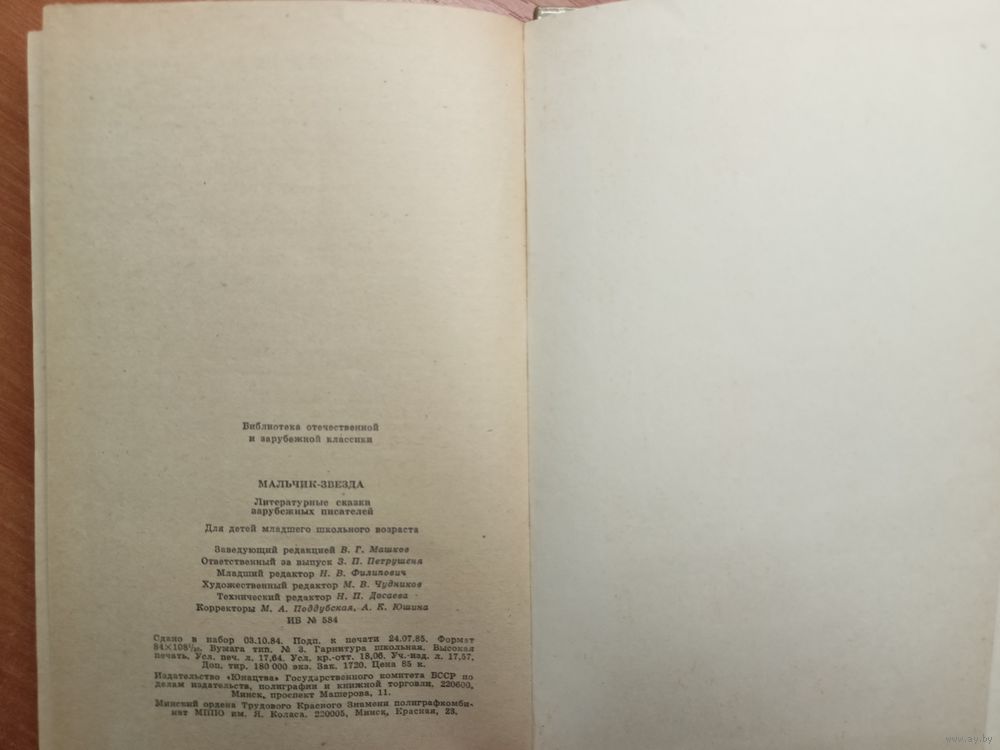 Библиотека отечественной
и зарубежной классики
МАЛЬЧИК-ЗВЕЗДА
Литературные сказки
зарубежных писателей
Для детей младшего школьного возраста
Заведующий редакцией В. Г. Машков
Ответственный за выпуск З. П. Петрушеня
Младший редактор Н. В. Филипович
Художественный редактор М. В. Чудников
Технический редактор Н. П. Досаева
Корректоры М. А. Поддубская, А. К. Юшина
ИБ № 584
Сдано в набор 03.10.84. Подп. к печати 24.07.85. Формат
84×108¹/₃₂. Бумага тип. № 3. Гарнитура школьная. Высокая
печать. Усл. печ. л. 17,64. Усл. кр.-отт. 18,06. Уч.-изд. л. 17,57.
Доп. тир. 180 000 экз. Зак. 1720. Цена 85 к.
Издательство «Юнацтва» Государственного комитета БССР по
делам издательств, полиграфии и книжной торговли. 220600,
Минск, проспект Машерова, 11.
Минский ордена Трудового Красного Знамени полиграфкомби-
нат МППО им. Я. Коласа. 220005, Минск, Красная, 23.
www.ay.by